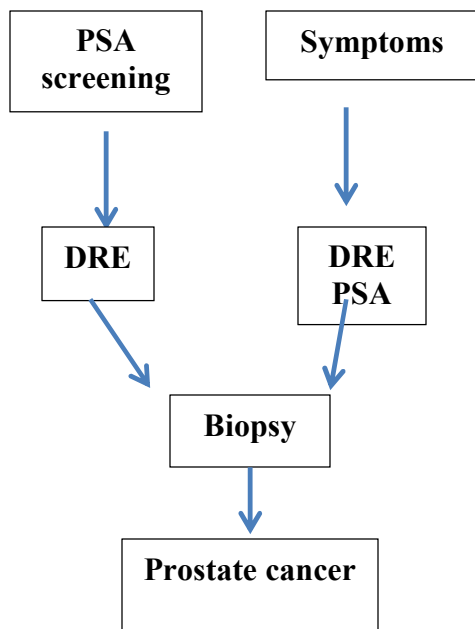 PSA
screening
Symptoms
DRE
DRE
PSA
Biopsy
Prostate cancer